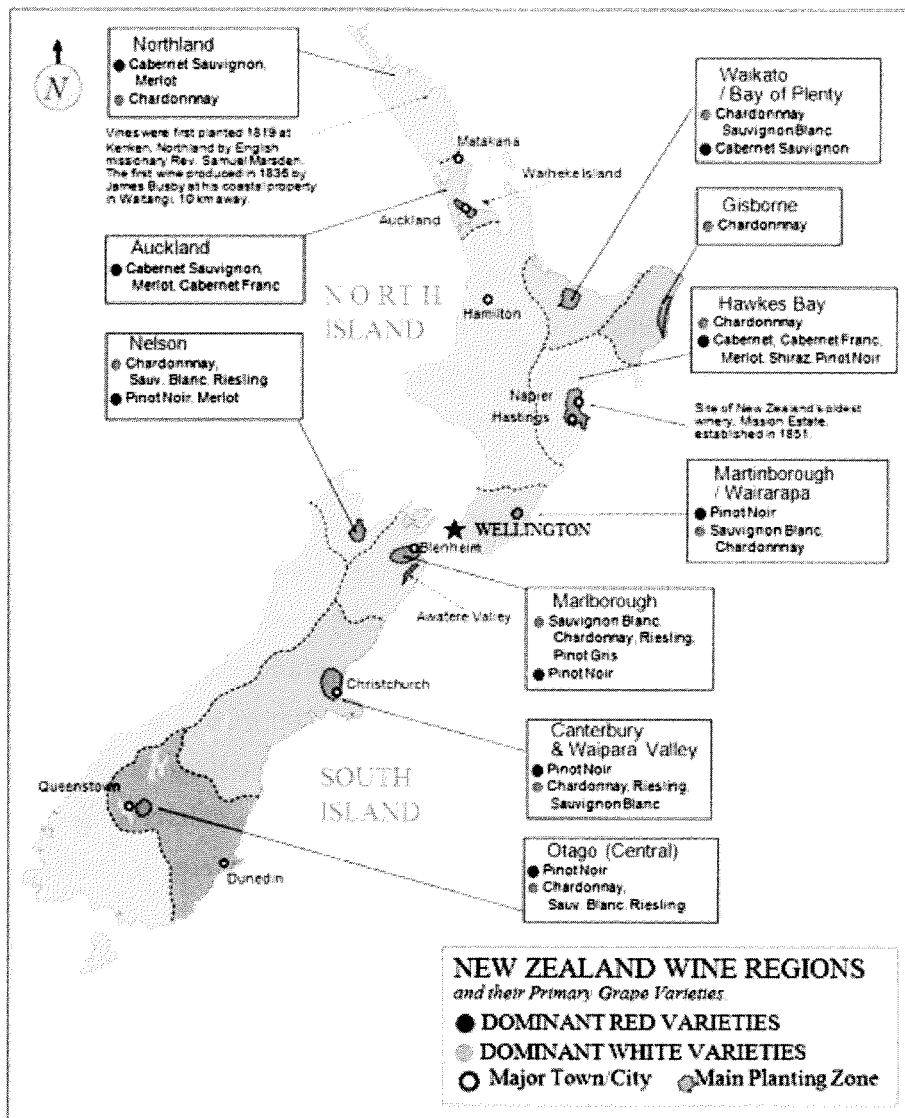 N
Northland
Cabernet Sauvignon,
Merlot
Chardonnnay
Vines were first planted 1819 at
Kerikeri, Northland by English
missionary Rev. Samuel Marsden.
The first wine produced in 1836 by
James Busby at his coastal property
in Waitangi, 10 km away.
Matakana
Waiheke Island
Auckland
Waikato
/ Bay of Plenty
Chardonnnay
Sauvignon Blanc
Cabernet Sauvignon
Gisborne
Chardonnnay
Auckland
Cabernet Sauvignon,
Merlot, Cabernet Franc
NORTH
ISLAND
Hamilton
Hawkes Bay
Chardonnnay
Cabernet, Cabernet Franc,
Merlot, Shiraz, Pinot Noir
Nelson
Chardonnnay,
Sauv. Blanc, Riesling
Pinot Noir, Merlot
Napier
Hastings
Site of New Zealand's oldest
winery, Mission Estate,
established in 1851.
Martinborough
/ Wairarapa
Pinot Noir
Sauvignon Blanc,
Chardonnnay
WELLINGTON
Blenheim
Awatere Valley
Marlborough
Sauvignon Blanc,
Chardonnay, Riesling,
Pinot Gris
Pinot Noir
Christchurch
Canterbury
& Waipara Valley
Pinot Noir
Chardonnay, Riesling,
Sauvignon Blanc
SOUTH
ISLAND
Queenstown
Dunedin
Otago (Central)
Pinot Noir
Chardonnay,
Sauv. Blanc, Riesling
NEW ZEALAND WINE REGIONS
and their Primary Grape Varieties
DOMINANT RED VARIETIES
DOMINANT WHITE VARIETIES
Major Town/City
Main Planting Zone